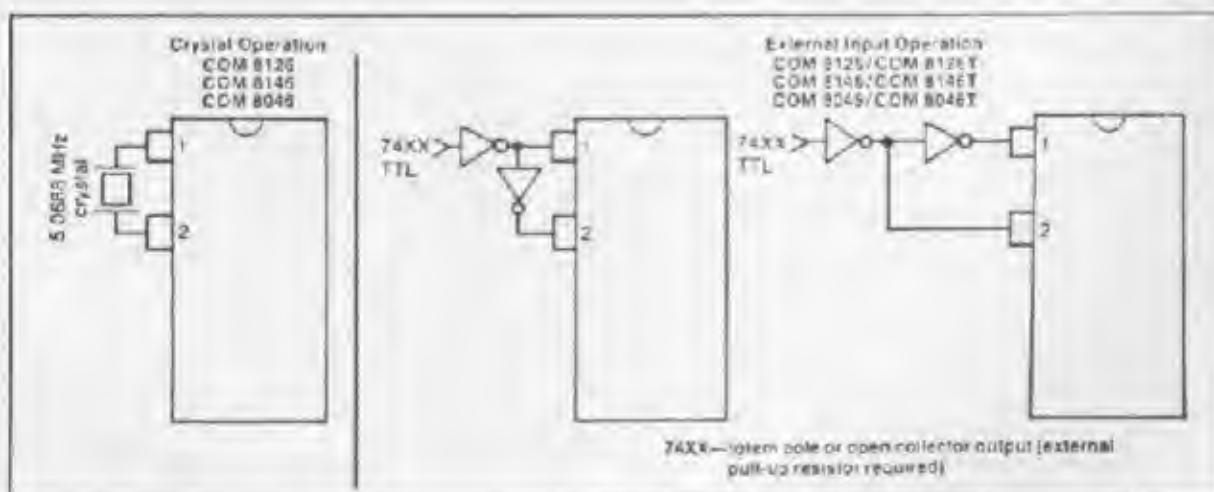 Crystal Operation
COM 8126
COM 8146
COM 8046
5.0688 MHz
crystal
1
2
External Input Operation
COM 8126/COM 8126T
COM 8146/COM 8146T
COM 8046/COM 8046T
74XX
TTL
1
2
74XX
TTL
1
2
74XX—totem pole or open collector output (external
pull-up resistor required)